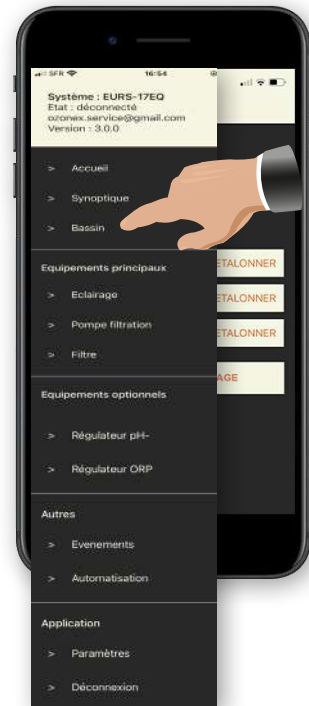 SFR 16:54
Système : EURS-17EQ
Etat : déconnecté
ozonex.service@gmail.com
Version : 3.0.0
> Accueil
> Synoptique
> Bassin
Equipements principaux
ETALONNER
> Eclairage
ETALONNER
> Pompe filtration
ETALONNER
> Filtre
AGE
Equipements optionnels
> Régulateur pH-
> Régulateur ORP
Autres
> Evenements
> Automatisation
Application
> Paramètres
> Déconnexion